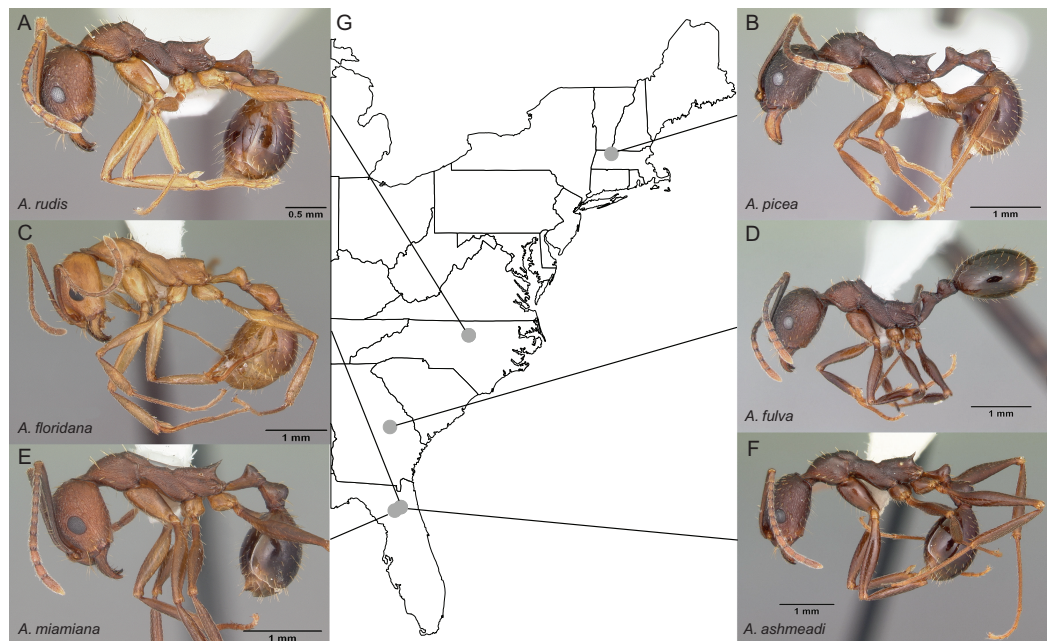 A
G
B
A. rudis
0.5 mm
A. picea
1 mm
C
D
A. floridana
1 mm
A. fulva
1 mm
E
F
A. miamiana
1 mm
A. ashmeadi
1 mm